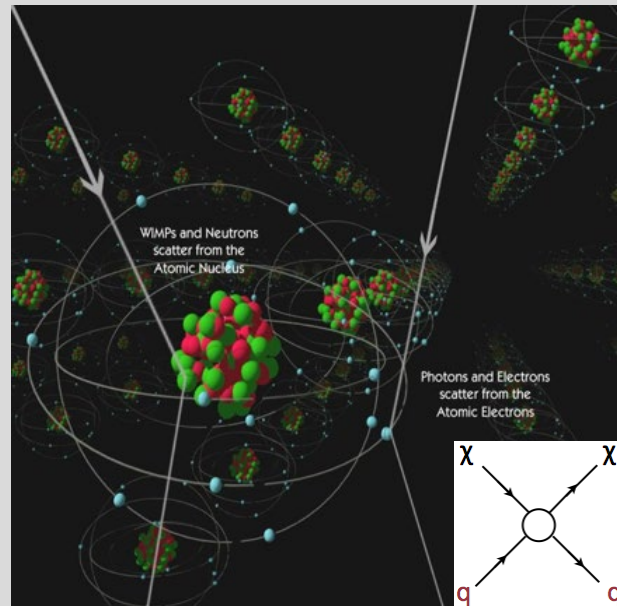 WIMPs and Neutrons
scatter from the
Atomic Nucleus
Photons and Electrons
scatter from the
Atomic Electrons
χ χ
q q